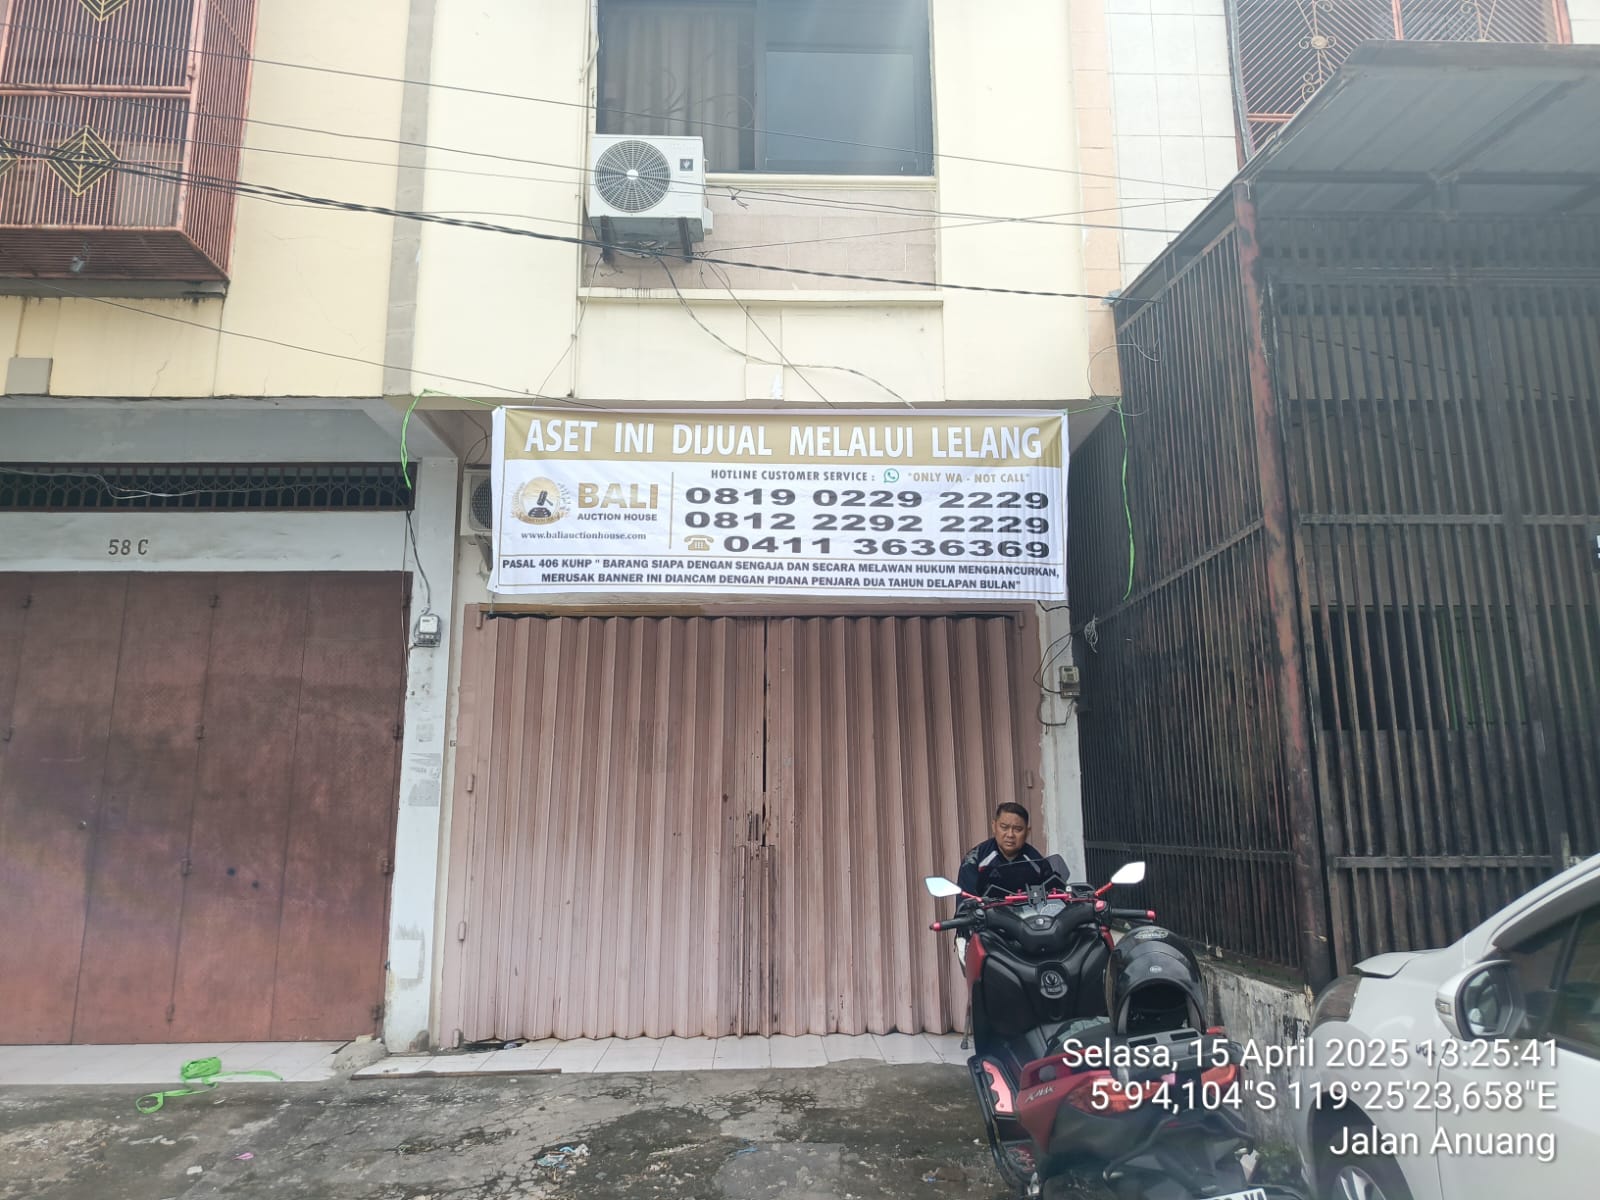 ASET INI DIJUAL MELALUI LELANG
HOTLINE CUSTOMER SERVICE : "ONLY WA - NOT CALL"
BALI
AUCTION HOUSE
www.baliauctionhouse.com
0819 0229 2229
0812 2292 2229
0411 3636369
PASAL 406 KUHP " BARANG SIAPA DENGAN SENGAJA DAN SECARA MELAWAN HUKUM MENGHANCURKAN,
MERUSAK BANNER INI DIANCAM DENGAN PIDANA PENJARA DUA TAHUN DELAPAN BULAN"
58 C
XMAX
Selasa, 15 April 2025 13:25:41
5°9'4,104"S 119°25'23,658"E
Jalan Anuang